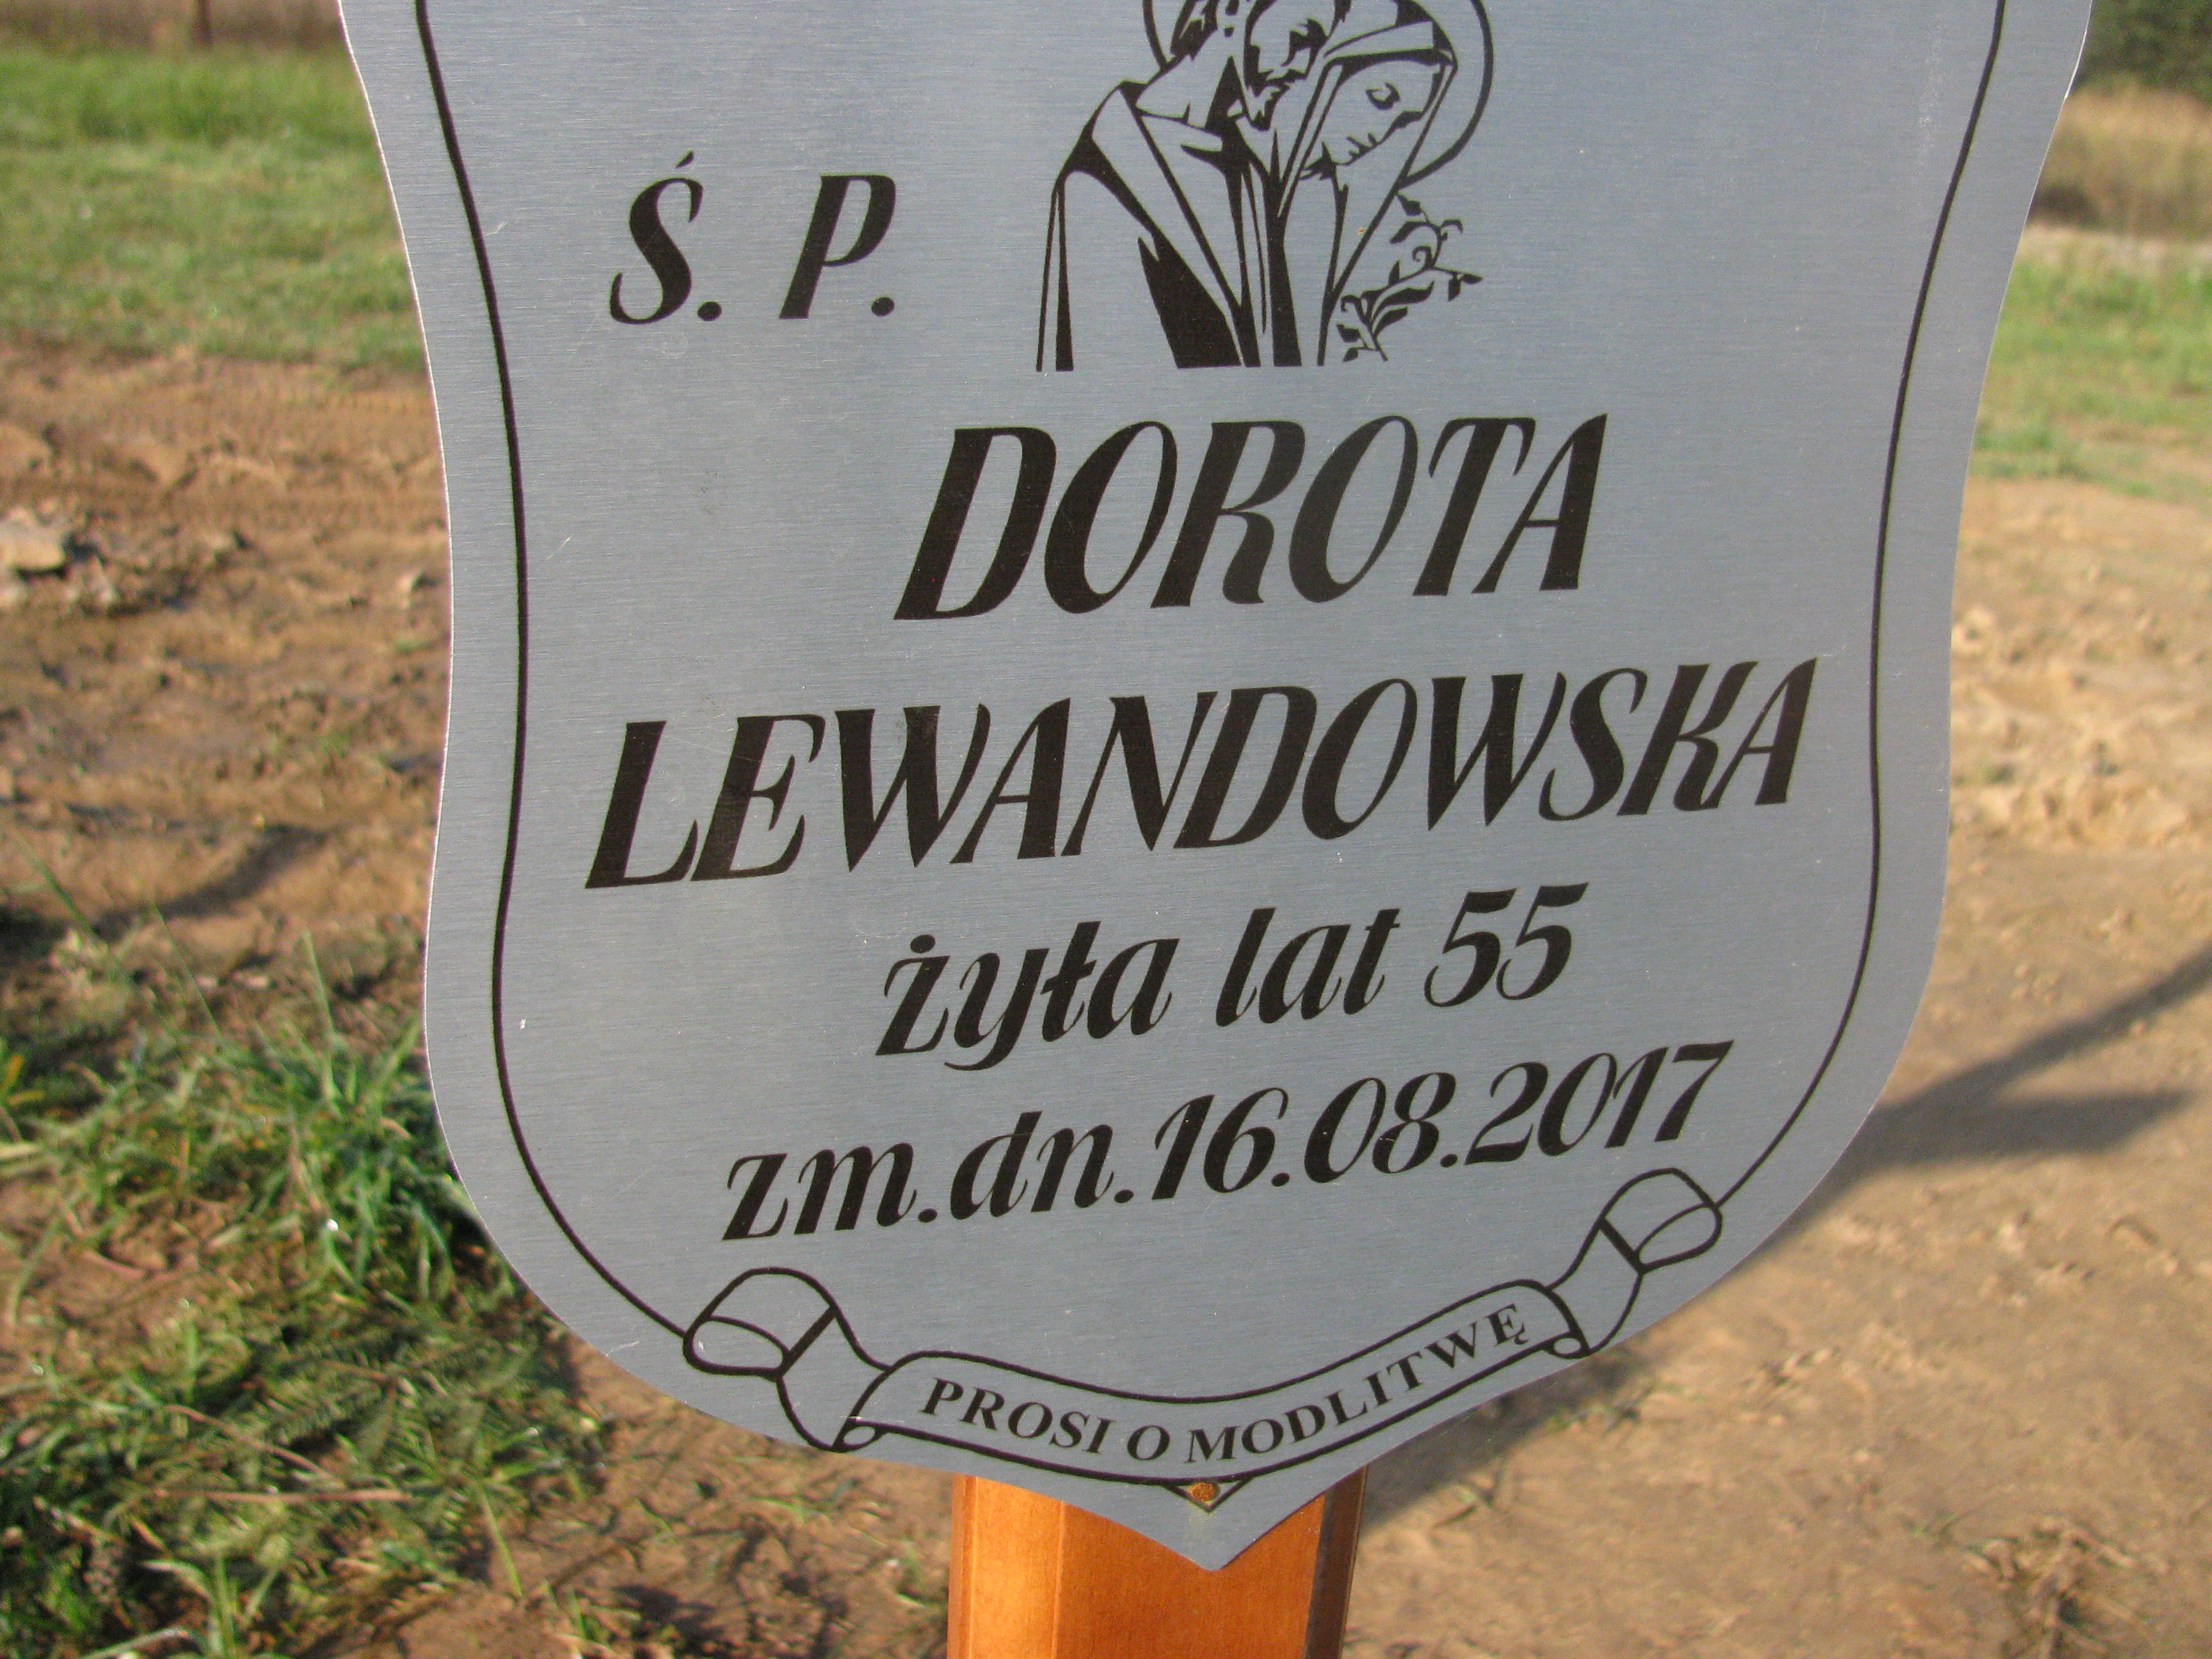 Ś. P.
DOROTA
LEWANDOWSKA
żyła lat 55
zm.dn.16.08.2017
PROSI O MODLITWĘ